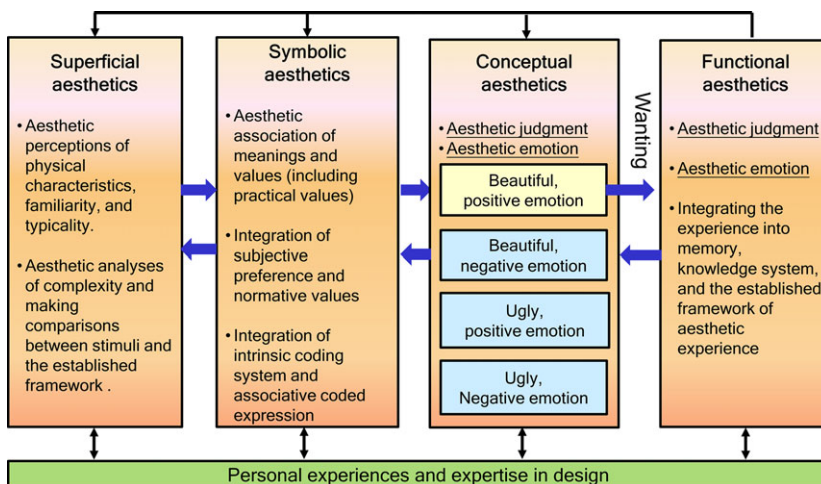 Superficial
aesthetics
• Aesthetic
perceptions of
physical
characteristics,
familiarity, and
typicality.
• Aesthetic analyses
of complexity and
making
comparisons
between stimuli and
the established
framework .
Symbolic
aesthetics
• Aesthetic
association of
meanings and
values (including
practical values)
• Integration of
subjective
preference and
normative values
• Integration of
intrinsic coding
system and
associative coded
expression
Conceptual
aesthetics
• Aesthetic judgment
• Aesthetic emotion
Beautiful,
positive emotion
Beautiful,
negative emotion
Ugly,
positive emotion
Ugly,
Negative emotion
Wanting
Functional
aesthetics
• Aesthetic judgment
• Aesthetic emotion
• Integrating the
experience into
memory,
knowledge system,
and the established
framework of
aesthetic
experience
Personal experiences and expertise in design